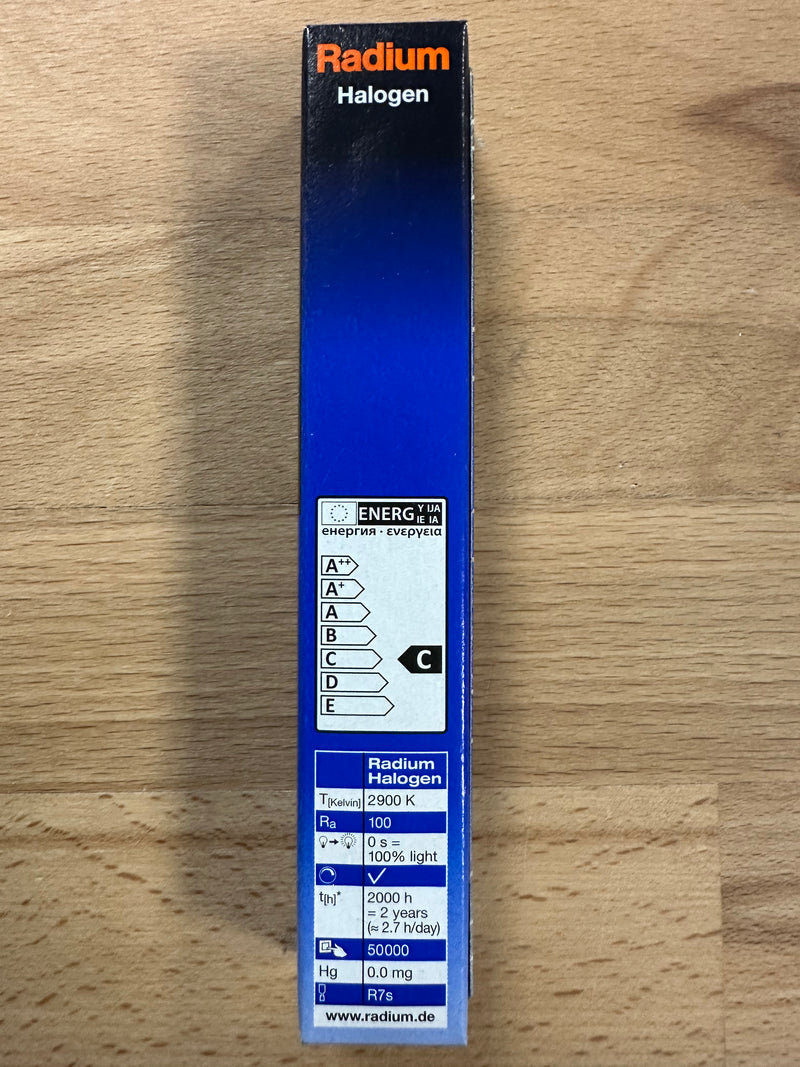 Radium
Halogen
ENERG Y IJA
IE IA
енергия · ενεργεια
A++
A+
A
B
C
C
D
E
Radium
Halogen
T[Kelvin] 2900 K
Ra 100
0 s =
100% light
t[h]* 2000 h
= 2 years
(≈ 2.7 h/day)
50000
Hg 0.0 mg
R7s
www.radium.de